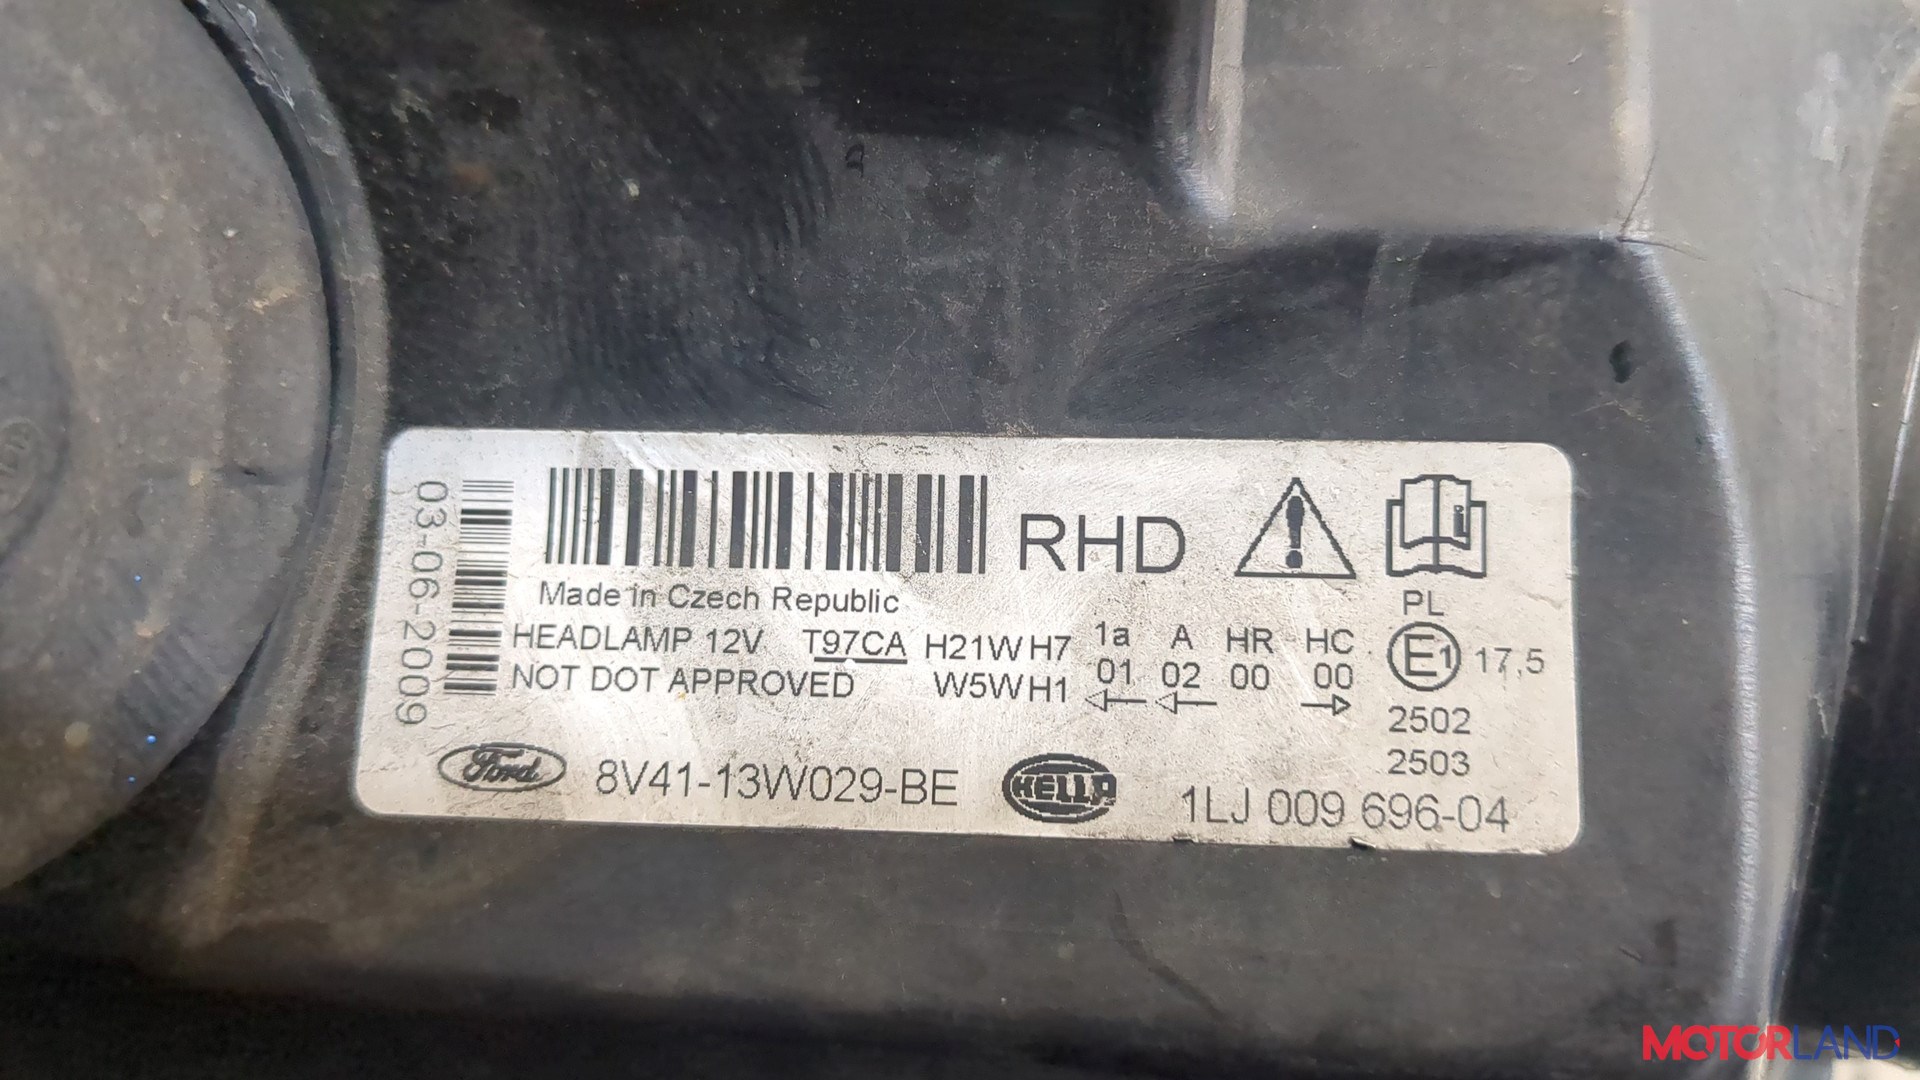 03-06-2009
RHD
Made in Czech Republic
HEADLAMP 12V T97CA H21W H7 1a A HR HC
NOT DOT APPROVED W5W H1 01 02 00 00
PL
E1 17,5
2502
2503
Ford 8V41-13W029-BE HELLA 1LJ 009 696-04
MOTORLAND